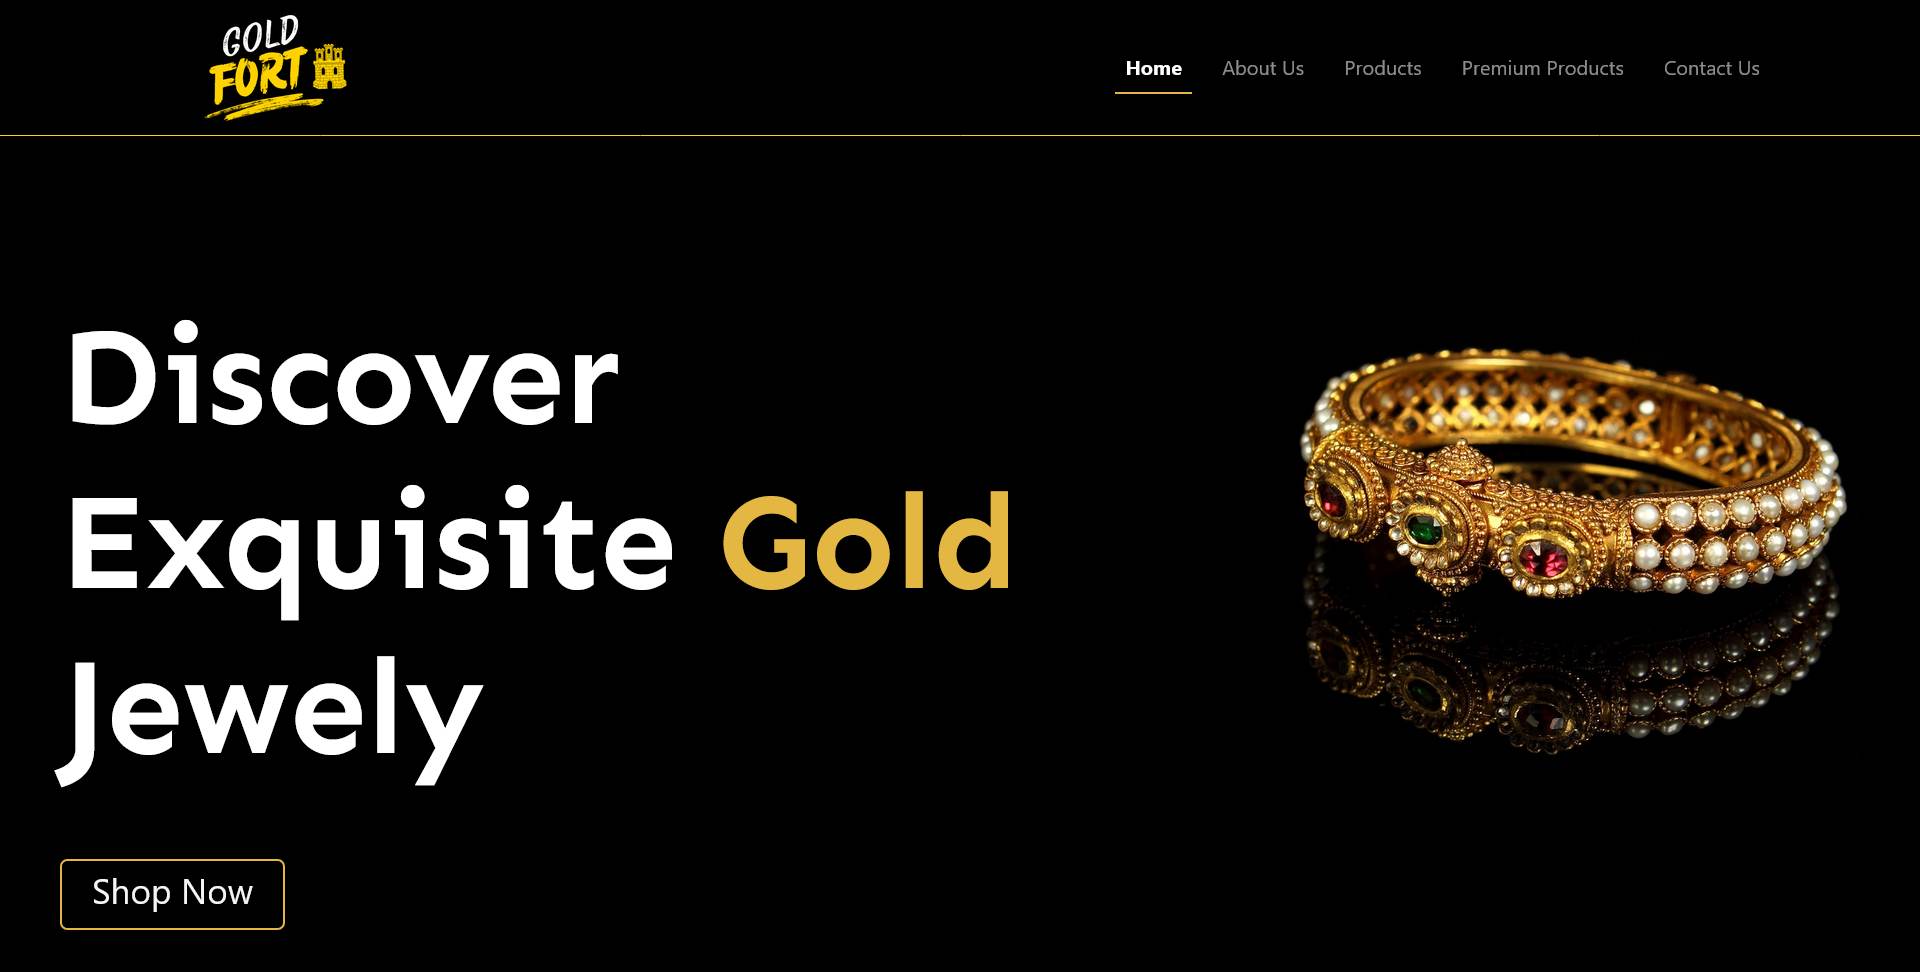 GOLD
FORT
Home About Us Products Premium Products Contact Us
Discover
Exquisite Gold
Jewely
Shop Now